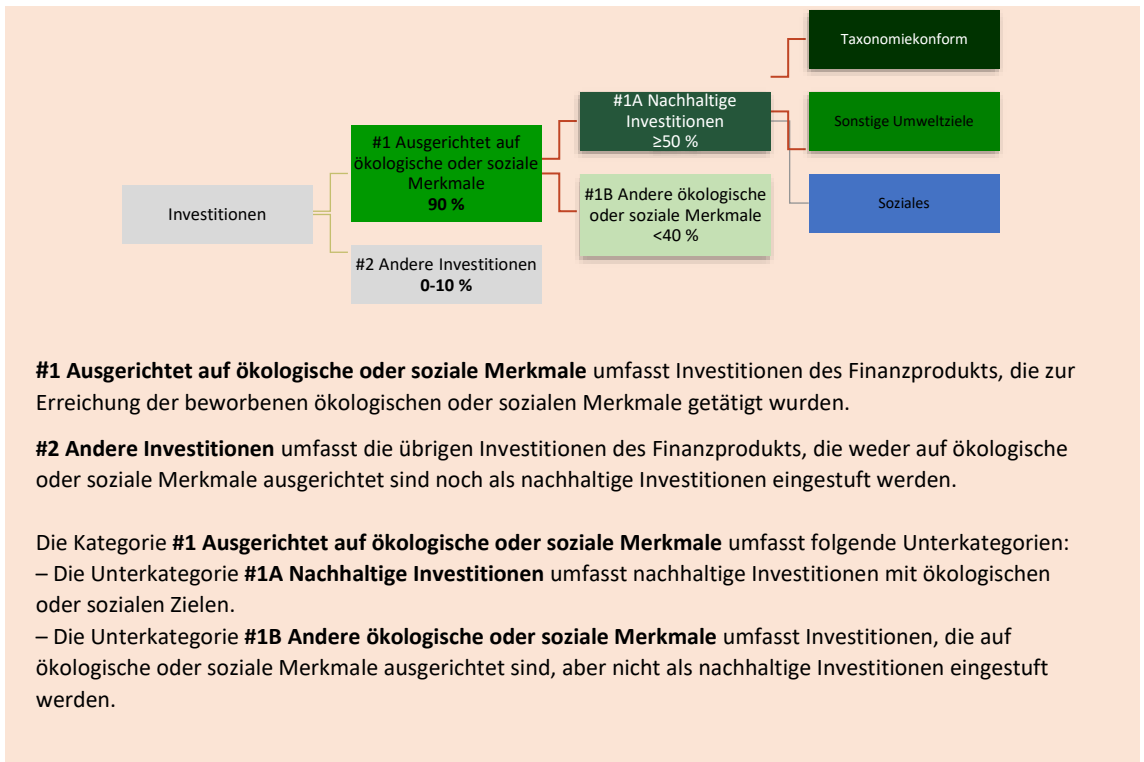 Taxonomiekonform
#1A Nachhaltige
Investitionen
≥50 %
Sonstige Umweltziele
#1 Ausgerichtet auf
ökologische oder soziale
Merkmale
90 %
#1B Andere ökologische
oder soziale Merkmale
<40 %
Soziales
Investitionen
#2 Andere Investitionen
0-10 %
#1 Ausgerichtet auf ökologische oder soziale Merkmale umfasst Investitionen des Finanzprodukts, die zur
Erreichung der beworbenen ökologischen oder sozialen Merkmale getätigt wurden.
#2 Andere Investitionen umfasst die übrigen Investitionen des Finanzprodukts, die weder auf ökologische
oder soziale Merkmale ausgerichtet sind noch als nachhaltige Investitionen eingestuft werden.
Die Kategorie #1 Ausgerichtet auf ökologische oder soziale Merkmale umfasst folgende Unterkategorien:
– Die Unterkategorie #1A Nachhaltige Investitionen umfasst nachhaltige Investitionen mit ökologischen
oder sozialen Zielen.
– Die Unterkategorie #1B Andere ökologische oder soziale Merkmale umfasst Investitionen, die auf
ökologische oder soziale Merkmale ausgerichtet sind, aber nicht als nachhaltige Investitionen eingestuft
werden.